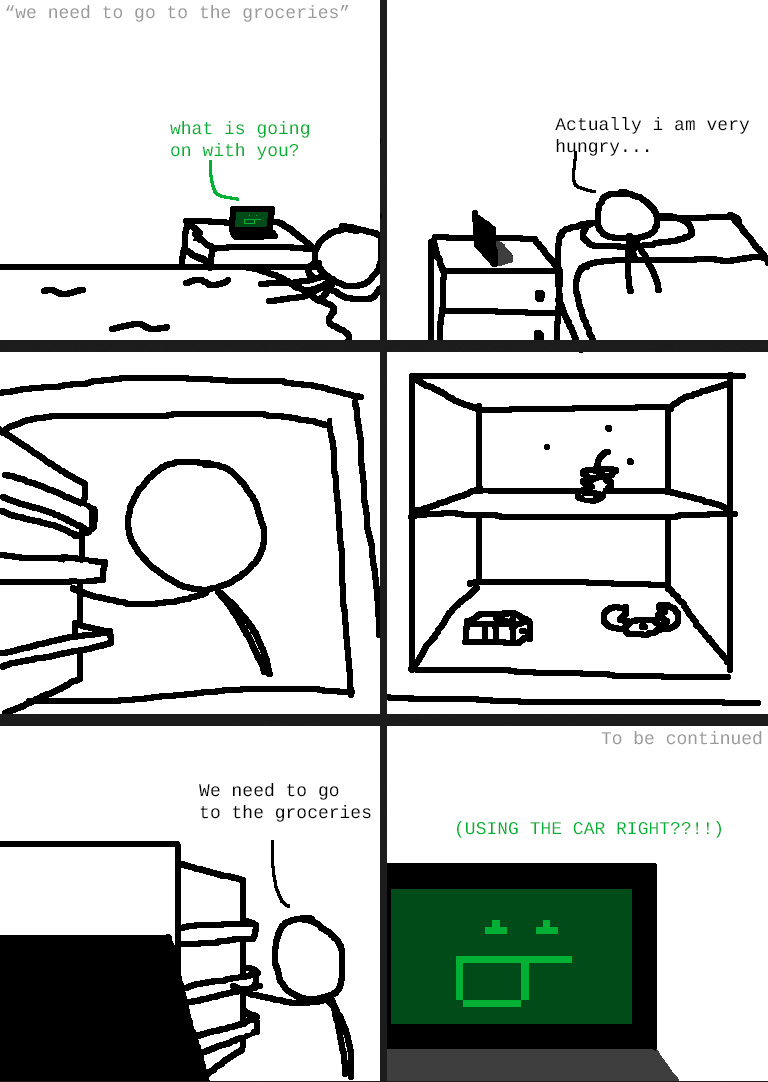 “we need to go to the groceries”
what is going
on with you?
Actually i am very
hungry...
We need to go
to the groceries
To be continued
(USING THE CAR RIGHT??!!)